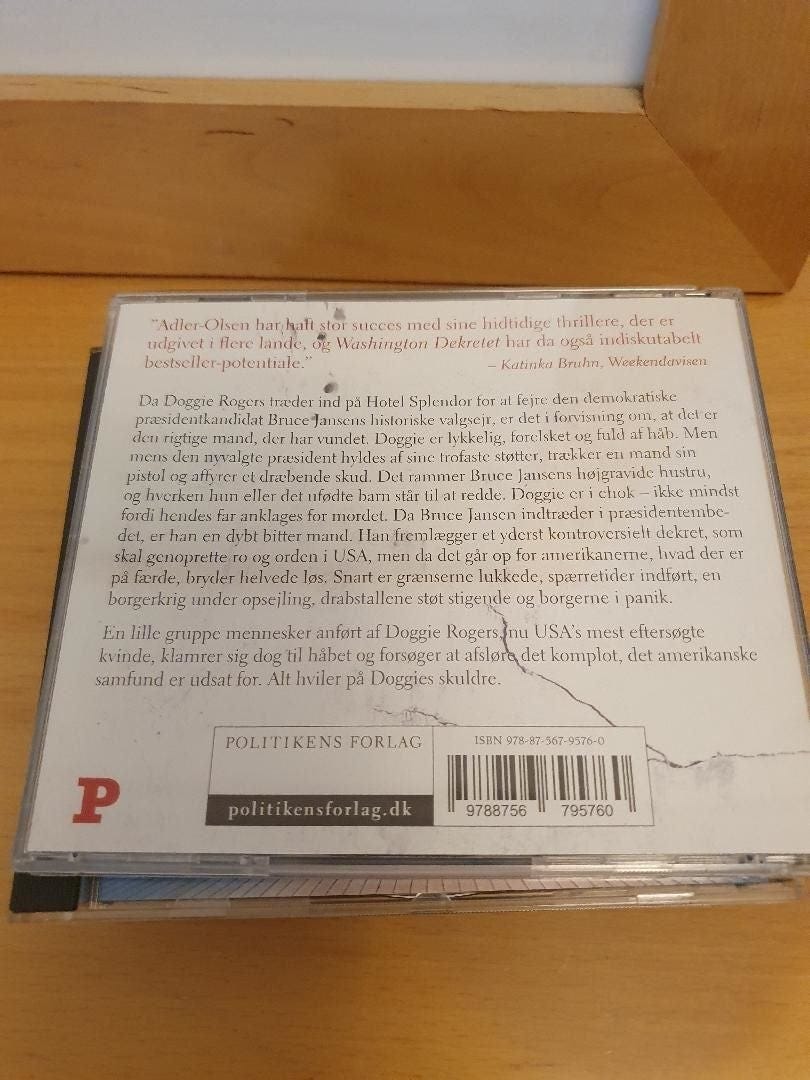 "Adler-Olsen har haft stor succes med sine hidtidige thrillere, der er
udgivet i flere lande, og Washington Dekretet har da også indiskutabelt
bestseller-potentiale."
– Katinka Bruhn, Weekendavisen
Da Doggie Rogers træder ind på Hotel Splendor for at fejre den demokratiske
præsidentkandidat Bruce Jansens historiske valgsejr, er det i forvisning om, at det er
den rigtige mand, der har vundet. Doggie er lykkelig, forelsket og fuld af håb. Men
mens den nyvalgte præsident hyldes af sine trofaste støtter, trækker en mand sin
pistol og affyrer et dræbende skud. Det rammer Bruce Jansens højgravide hustru,
og hverken hun eller det ufødte barn står til at redde. Doggie er i chok – ikke mindst
fordi hendes far anklages for mordet. Da Bruce Jansen indtræder i præsidentembe-
det, er han en dybt bitter mand. Han fremlægger et yderst kontroversielt dekret, som
skal genoprette ro og orden i USA, men da det går op for amerikanerne, hvad der er
på færde, bryder helvede løs. Snart er grænserne lukkede, spærretider indført, en
borgerkrig under opsejling, drabstallene støt stigende og borgerne i panik.
En lille gruppe mennesker anført af Doggie Rogers, nu USA's mest eftersøgte
kvinde, klamrer sig dog til håbet og forsøger at afsløre det komplot, det amerikanske
samfund er udsat for. Alt hviler på Doggies skuldre.
POLITIKENS FORLAG
politikensforlag.dk
ISBN 978-87-567-9576-0
9788756 795760
P